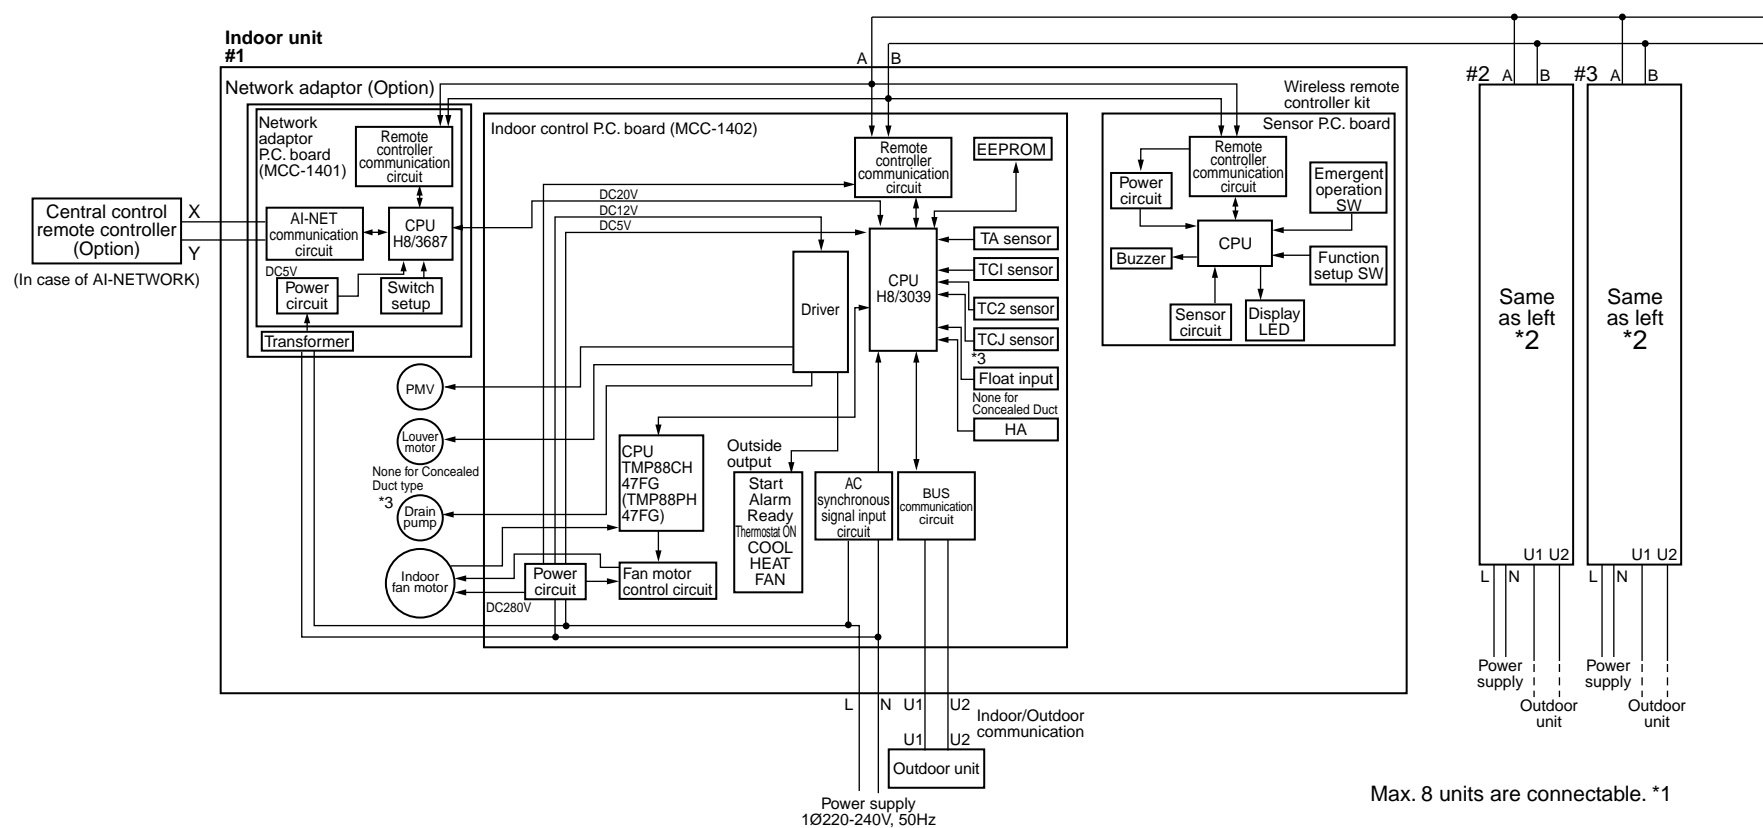 Indoor unit
#1
A
B
Network adaptor (Option)
Network
adaptor
P.C. board
(MCC-1401)
Remote
controller
communication
circuit
Central control
remote controller
(Option)
X
Y
(In case of AI-NETWORK)
AI-NET
communication
circuit
CPU
H8/3687
DC5V
Power
circuit
Switch
setup
Transformer
Indoor control P.C. board (MCC-1402)
Remote
controller
communication
circuit
EEPROM
DC20V
DC12V
DC5V
Driver
CPU
H8/3039
TA sensor
TCI sensor
TC2 sensor
TCJ sensor
*3
Float input
None for
Concealed Duct
HA
PMV
Louver
motor
None for Concealed
Duct type
*3
Drain
pump
Indoor
fan motor
CPU
TMP88CH
47FG
(TMP88PH
47FG)
Power
circuit
DC280V
Fan motor
control circuit
Outside
output
Start
Alarm
Ready
Thermostat ON
COOL
HEAT
FAN
AC
synchronous
signal input
circuit
BUS
communication
circuit
Wireless remote
controller kit
Sensor P.C. board
Remote
controller
communication
circuit
Power
circuit
Emergent
operation
SW
CPU
Buzzer
Function
setup SW
Sensor
circuit
Display
LED
L
N
U1
U2
Indoor/Outdoor
communication
U1
U2
Outdoor unit
Power supply
1Ø220-240V, 50Hz
#2
A
B
Same
as left
*2
U1 U2
L
N
Power
supply
Outdoor
unit
#3
A
B
Same
as left
*2
U1 U2
L
N
Power
supply
Outdoor
unit
Max. 8 units are connectable. *1